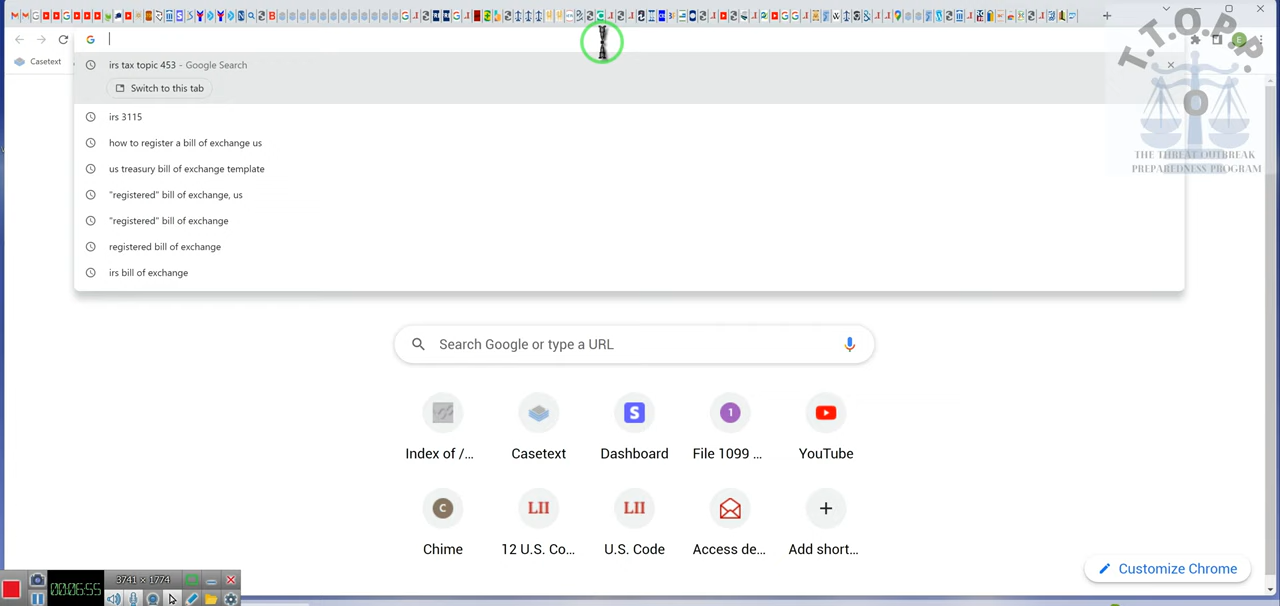 irs tax topic 453 - Google Search
Switch to this tab
Casetext
irs 3115
how to register a bill of exchange us
us treasury bill of exchange template
"registered" bill of exchange, us
"registered" bill of exchange
registered bill of exchange
irs bill of exchange
T.T.O.P.P.
O
THE THREAT OUTBREAK
PREPAREDNESS PROGRAM
Search Google or type a URL
S
1
Index of /...
Casetext
Dashboard
File 1099 ...
YouTube
C
LII
LII
Chime
12 U.S. Co...
U.S. Code
Access de...
Add short...
Customize Chrome
00:06:55
3741 × 1774